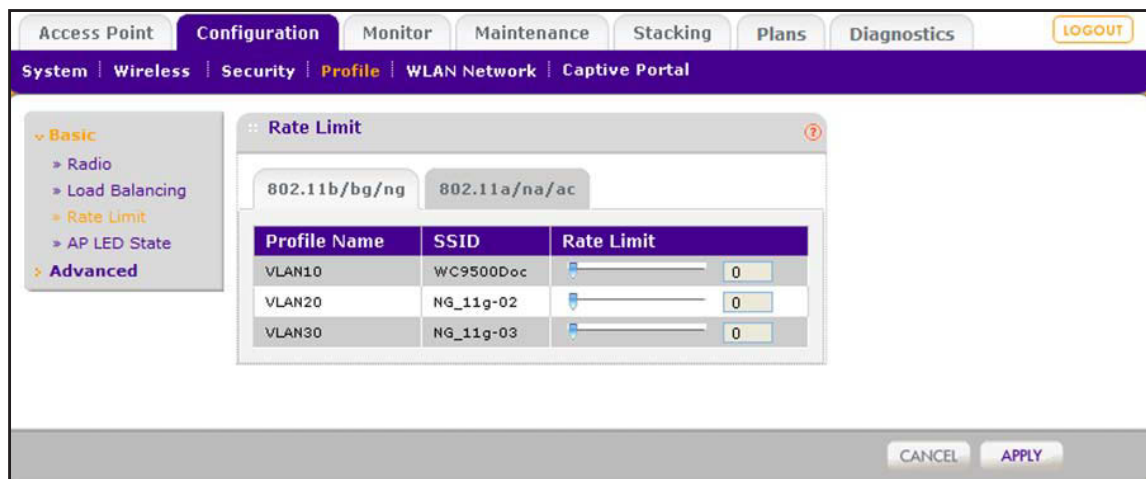 Access Point Configuration Monitor Maintenance Stacking Plans Diagnostics LOGOUT
System Wireless Security Profile WLAN Network Captive Portal
Basic
» Radio
» Load Balancing
» Rate Limit
» AP LED State
Advanced
Rate Limit ?
802.11b/bg/ng 802.11a/na/ac
Profile Name SSID Rate Limit
VLAN10 WC9500Doc 0
VLAN20 NG_11g-02 0
VLAN30 NG_11g-03 0
CANCEL APPLY